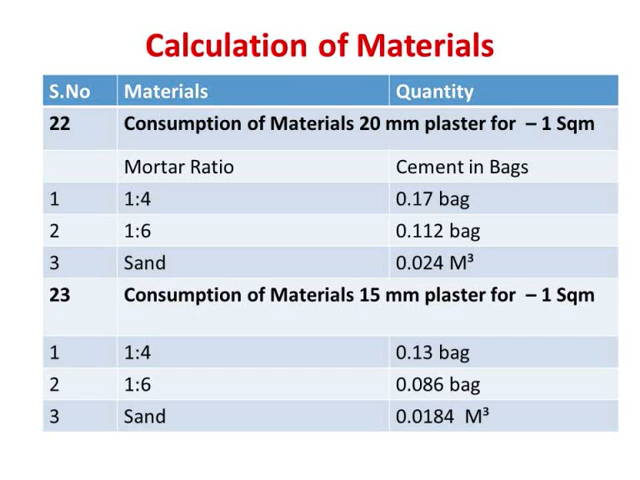 Calculation of Materials
S.No Materials Quantity
22 Consumption of Materials 20 mm plaster for – 1 Sqm
Mortar Ratio Cement in Bags
1 1:4 0.17 bag
2 1:6 0.112 bag
3 Sand 0.024 M³
23 Consumption of Materials 15 mm plaster for – 1 Sqm
1 1:4 0.13 bag
2 1:6 0.086 bag
3 Sand 0.0184 M³